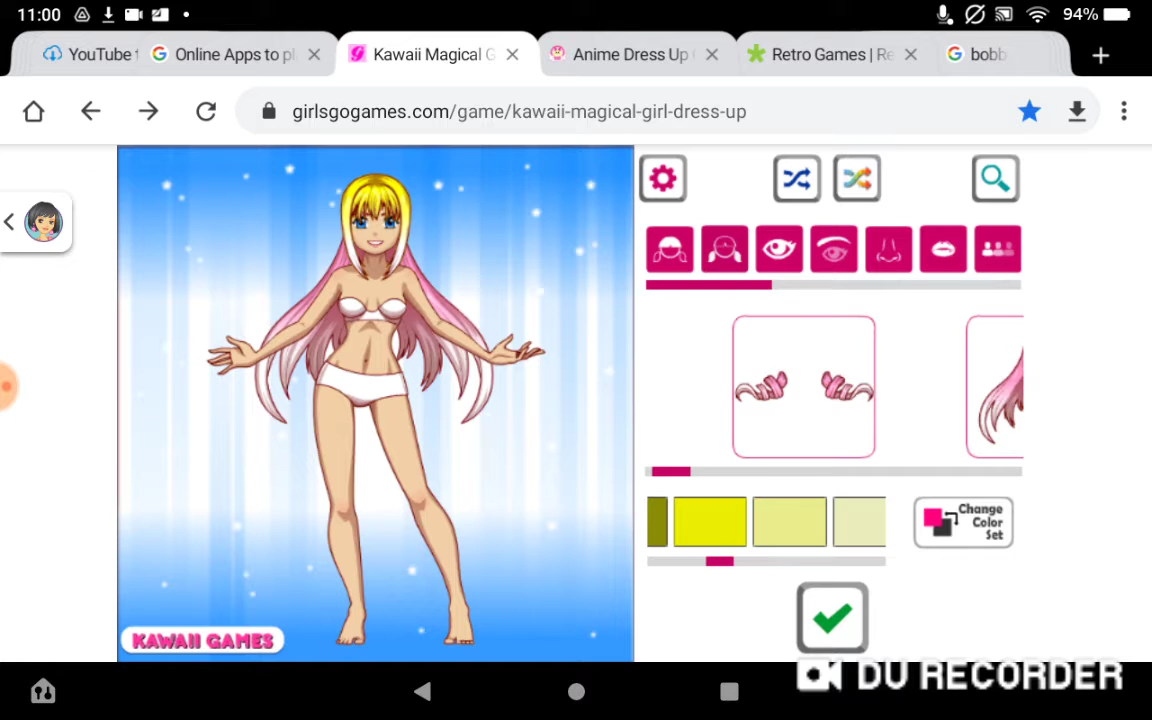 11:00
94%
YouTube t
Online Apps to pl
Kawaii Magical G
Anime Dress Up
Retro Games | Re
bobb
girlsgogames.com/game/kawaii-magical-girl-dress-up
Change
Color
Set
KAWAII GAMES
DU RECORDER